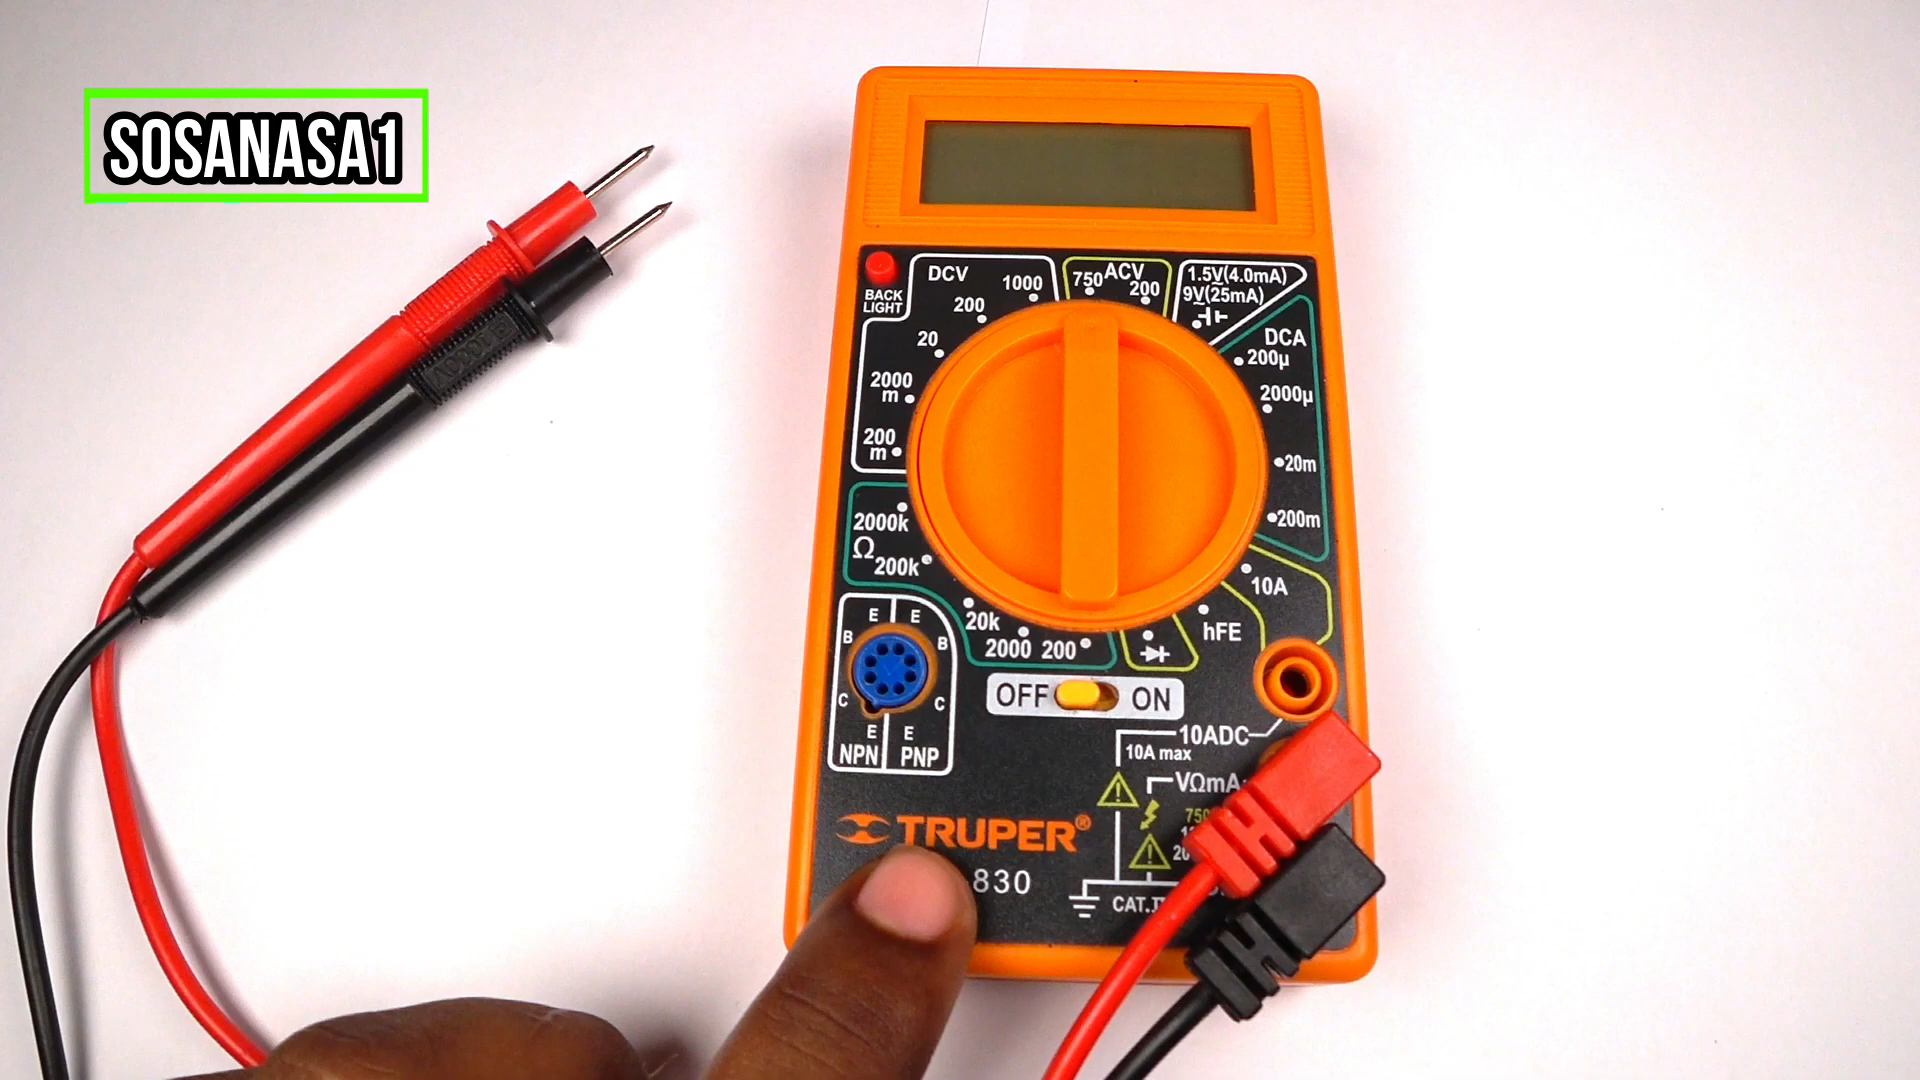 SOSANASA1
DCV
1000
200
20
2000
m
200
m
750 ACV 200
1.5V(4.0mA)
9V(25mA)
BACK
LIGHT
DCA
200µ
2000µ
20m
200m
10A
hFE
2000k
Ω
200k
20k
2000 200
OFF ON
E E
B B
C C
E E
NPN PNP
10ADC
10A max
VΩmA
TRUPER®
830
CAT.II